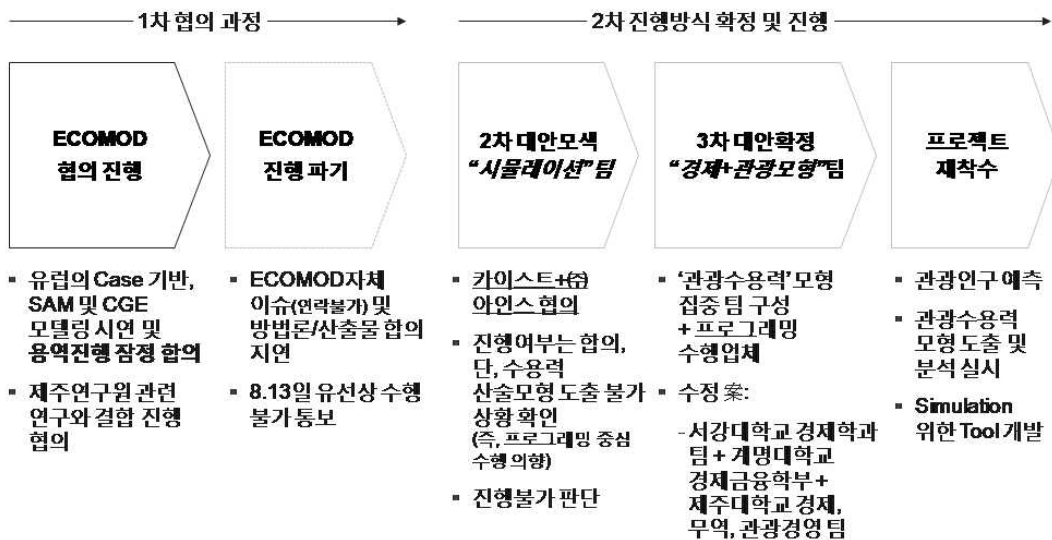 1차 협의 과정
2차 진행방식 확정 및 진행
ECOMOD
협의 진행
ECOMOD
진행 파기
2차 대안모색
“시뮬레이션”팀
3차 대안확정
“경제+관광모형”팀
프로젝트
재착수
▪ 유럽의 Case 기반,
SAM 및 CGE
모델링 시연 및
용역진행 잠정 합의
▪ 제주연구원 관련
연구와 결합 진행
협의
▪ ECOMOD자체
이슈(연락불가) 및
방법론/산출물 합의
지연
▪ 8.13일 유선상 수행
불가 통보
▪ 카이스트+㈜
아인스 협의
▪ 진행여부는 합의,
단, 수용력
산술모형 도출 불가
상황 확인
(즉, 프로그래밍 중심
수행 의향)
▪ 진행불가 판단
▪ ‘관광수용력’ 모형
집중 팀 구성
+ 프로그래밍
수행업체
▪ 수정 案:
- 서강대학교 경제학과
팀 + 계명대학교
경제금융학부 +
제주대학교 경제,
무역, 관광경영 팀
▪ 관광인구 예측
▪ 관광수용력
모형 도출 및
분석 실시
▪ Simulation
위한 Tool 개발